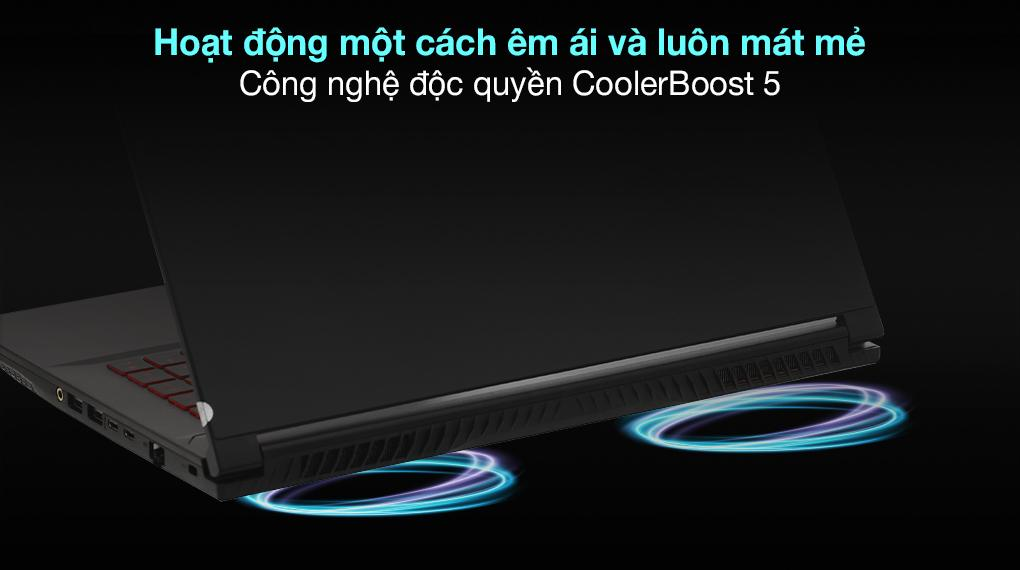 Hoạt động một cách êm ái và luôn mát mẻ
Công nghệ độc quyền CoolerBoost 5